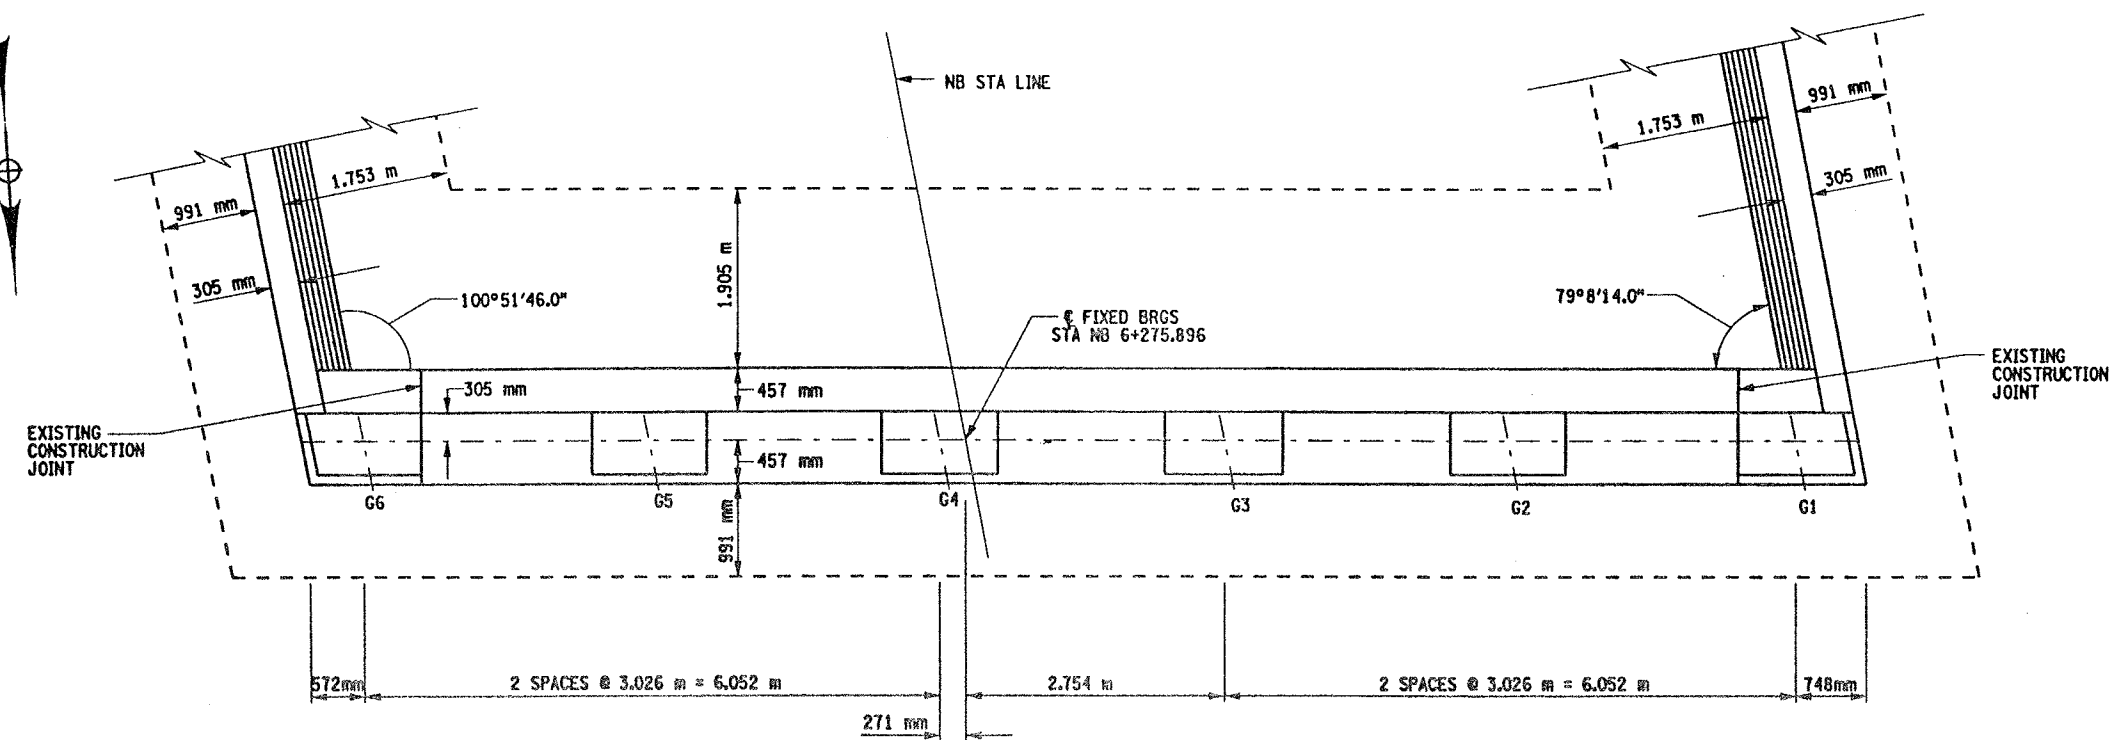 NB STA LINE
991 mm
1.753 m
305 mm
1.753 m
991 mm
305 mm
1.905 m
100°51'46.0"
79°8'14.0"
℄ FIXED BRGS
STA NB 6+275.896
EXISTING
CONSTRUCTION
JOINT
305 mm
457 mm
EXISTING
CONSTRUCTION
JOINT
457 mm
G6
G5
G4
G3
G2
G1
991 mm
572mm
2 SPACES @ 3.026 m = 6.052 m
2.754 m
2 SPACES @ 3.026 m = 6.052 m
748mm
271 mm